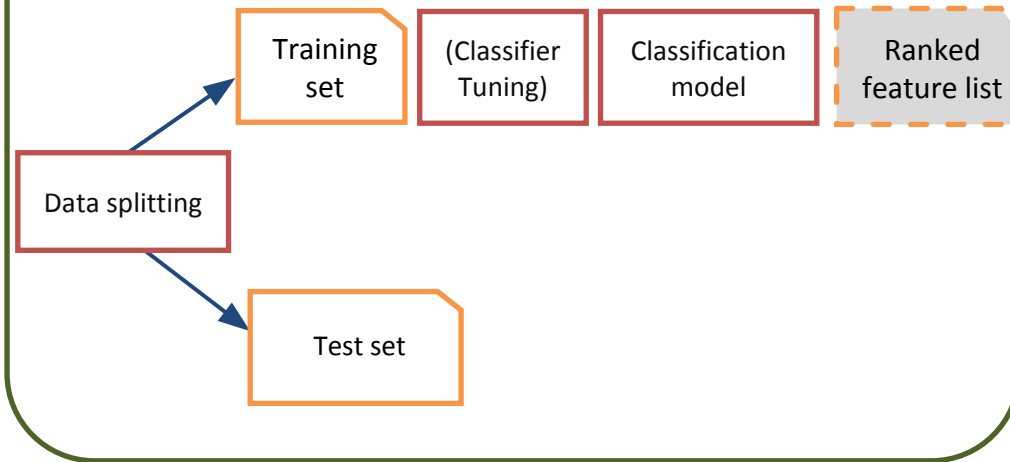 Training
set
(Classifier
Tuning)
Classification
model
Ranked
feature list
Data splitting
Test set